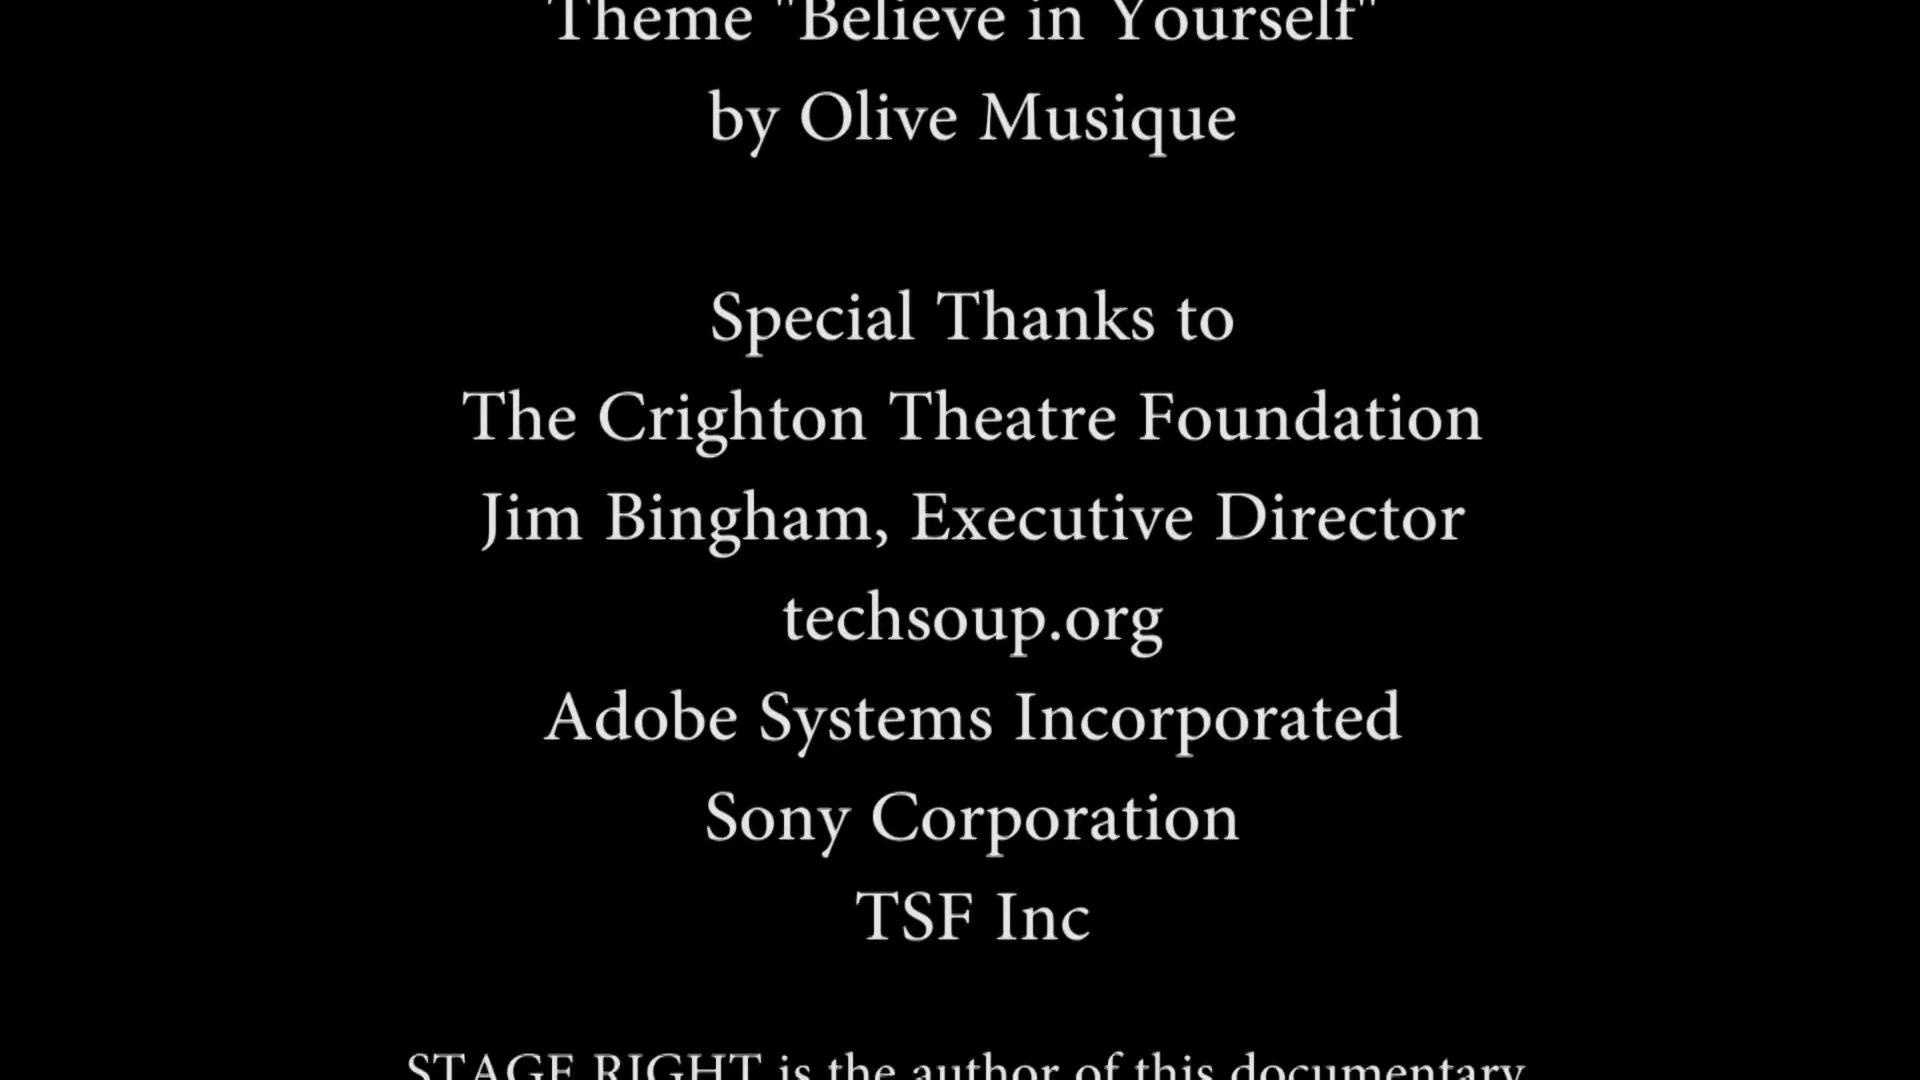 Theme "Believe in Yourself"
by Olive Musique
Special Thanks to
The Crighton Theatre Foundation
Jim Bingham, Executive Director
techsoup.org
Adobe Systems Incorporated
Sony Corporation
TSF Inc
STAGE RIGHT is the author of this documentary